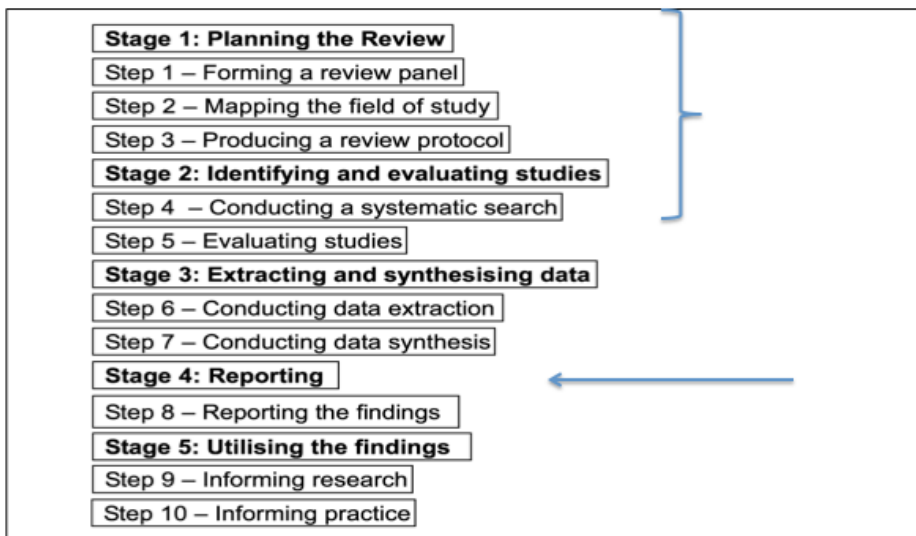 Stage 1: Planning the Review
Step 1 – Forming a review panel
Step 2 – Mapping the field of study
Step 3 – Producing a review protocol
Stage 2: Identifying and evaluating studies
Step 4 – Conducting a systematic search
Step 5 – Evaluating studies
Stage 3: Extracting and synthesising data
Step 6 – Conducting data extraction
Step 7 – Conducting data synthesis
Stage 4: Reporting
Step 8 – Reporting the findings
Stage 5: Utilising the findings
Step 9 – Informing research
Step 10 – Informing practice